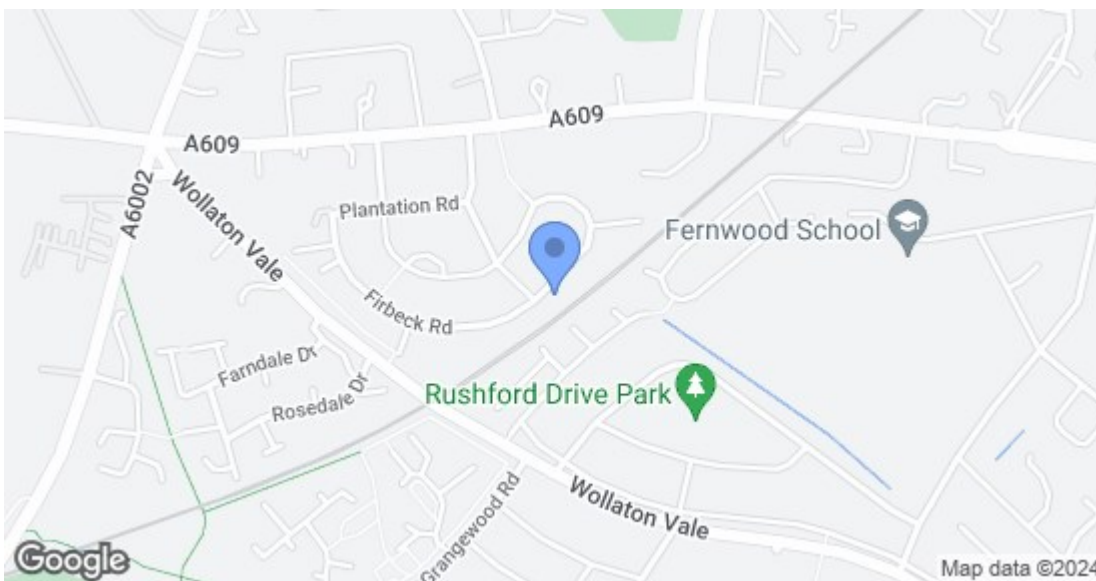 A609
A609
A6002
Wollaton Vale
Plantation Rd
Fernwood School
Firbeck Rd
Farndale Dr
Rosedale Dr
Rushford Drive Park
Grangewood Rd
Wollaton Vale
Google
Map data ©2024